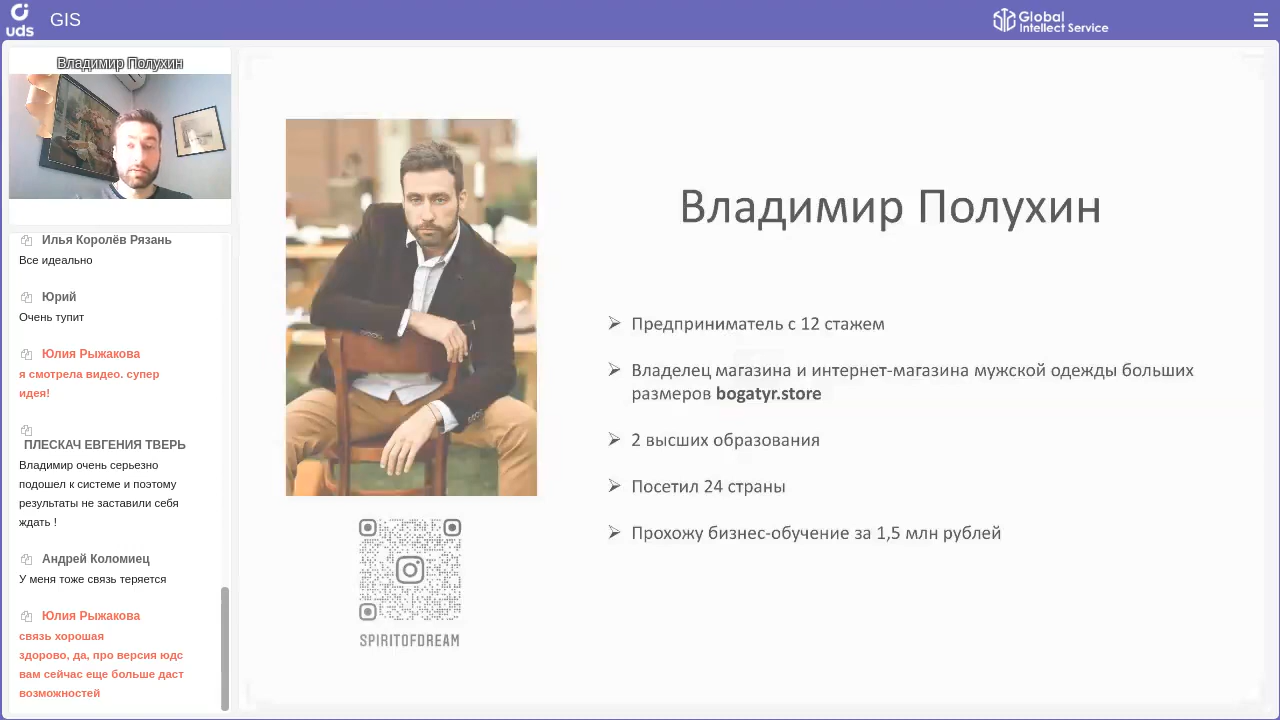 uds
GIS
Global
Intellect Service
Владимир Полухин
Илья Королёв Рязань
Все идеально
Юрий
Очень тупит
Юлия Рыжакова
я смотрела видео. супер
идея!
ПЛЕСКАЧ ЕВГЕНИЯ ТВЕРЬ
Владимир очень серьезно
подошел к системе и поэтому
результаты не заставили себя
ждать !
Андрей Коломиец
У меня тоже связь теряется
Юлия Рыжакова
связь хорошая
здорово, да, про версия юдс
вам сейчас еще больше даст
возможностей
Владимир Полухин
Предприниматель с 12 стажем
Владелец магазина и интернет-магазина мужской одежды больших
размеров bogatyr.store
2 высших образования
Посетил 24 страны
Прохожу бизнес-обучение за 1,5 млн рублей
SPIRITOFDREAM